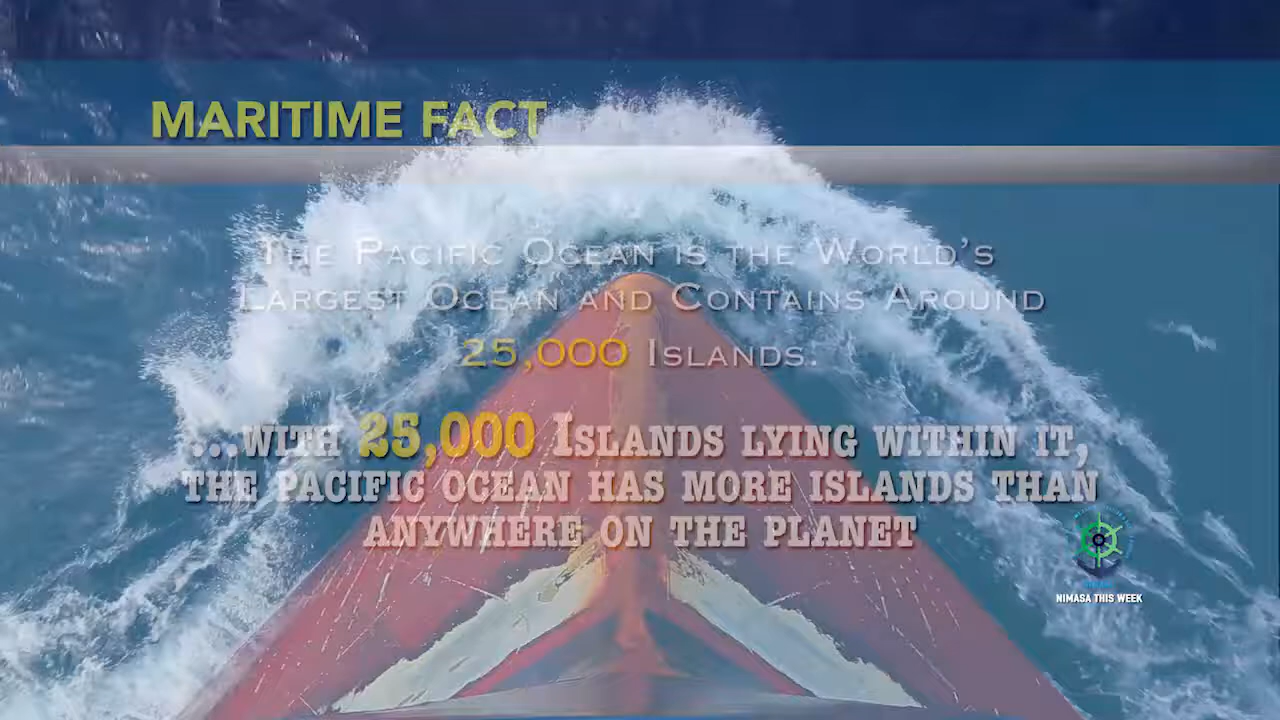 MARITIME FACT
The Pacific Ocean is the World's
Largest Ocean and Contains Around
25,000 Islands.
...with 25,000 Islands lying within it,
the pacific ocean has more islands than
anywhere on the planet
NIMASA THIS WEEK